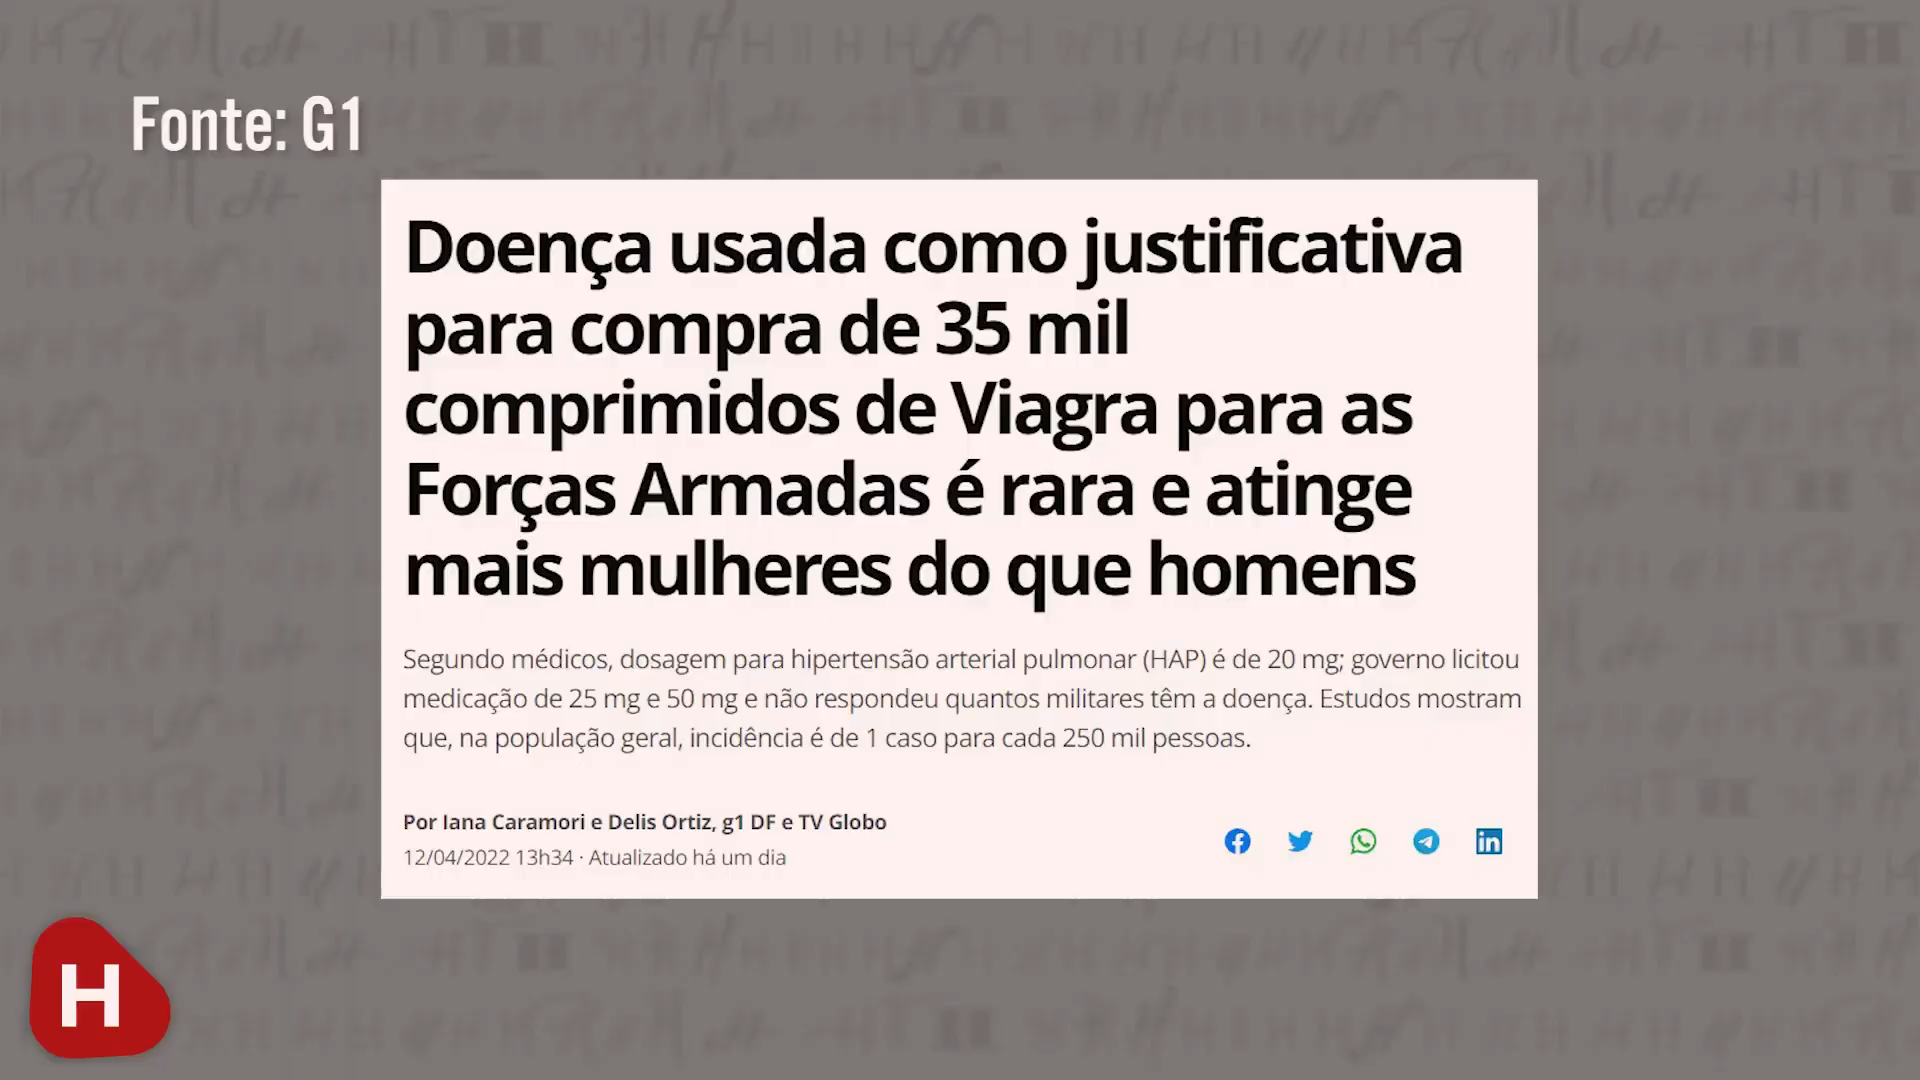 Fonte: G1
Doença usada como justificativa
para compra de 35 mil
comprimidos de Viagra para as
Forças Armadas é rara e atinge
mais mulheres do que homens
Segundo médicos, dosagem para hipertensão arterial pulmonar (HAP) é de 20 mg; governo licitou
medicação de 25 mg e 50 mg e não respondeu quantos militares têm a doença. Estudos mostram
que, na população geral, incidência é de 1 caso para cada 250 mil pessoas.
Por Iana Caramori e Delis Ortiz, g1 DF e TV Globo
12/04/2022 13h34 · Atualizado há um dia
in
H